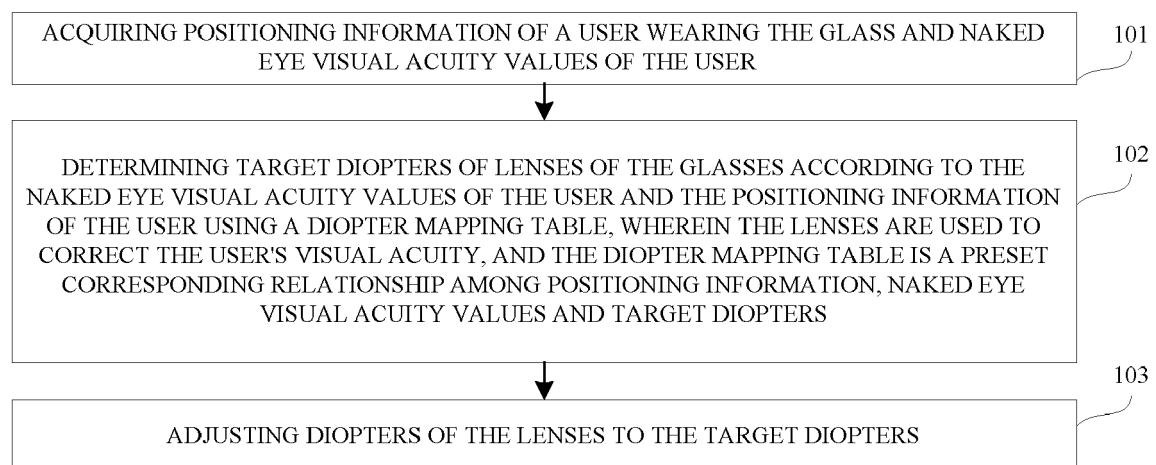 ACQUIRING POSITIONING INFORMATION OF A USER WEARING THE GLASS AND NAKED
EYE VISUAL ACUITY VALUES OF THE USER
101
DETERMINING TARGET DIOPTERS OF LENSES OF THE GLASSES ACCORDING TO THE
NAKED EYE VISUAL ACUITY VALUES OF THE USER AND THE POSITIONING INFORMATION
OF THE USER USING A DIOPTER MAPPING TABLE, WHEREIN THE LENSES ARE USED TO
CORRECT THE USER'S VISUAL ACUITY, AND THE DIOPTER MAPPING TABLE IS A PRESET
CORRESPONDING RELATIONSHIP AMONG POSITIONING INFORMATION, NAKED EYE
VISUAL ACUITY VALUES AND TARGET DIOPTERS
102
ADJUSTING DIOPTERS OF THE LENSES TO THE TARGET DIOPTERS
103